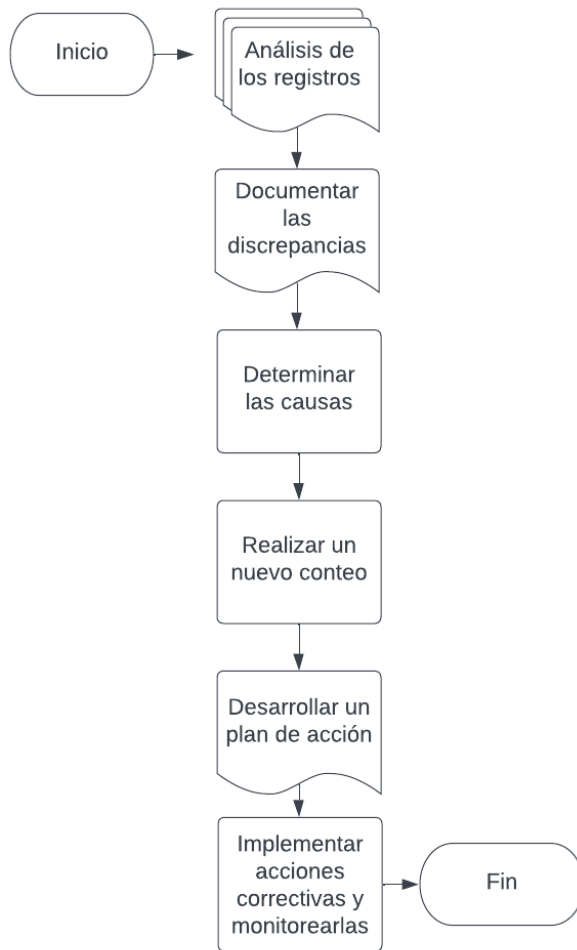 Inicio
Análisis de
los registros
Documentar
las
discrepancias
Determinar
las causas
Realizar un
nuevo conteo
Desarrollar un
plan de acción
Implementar
acciones
correctivas y
monitorearlas
Fin